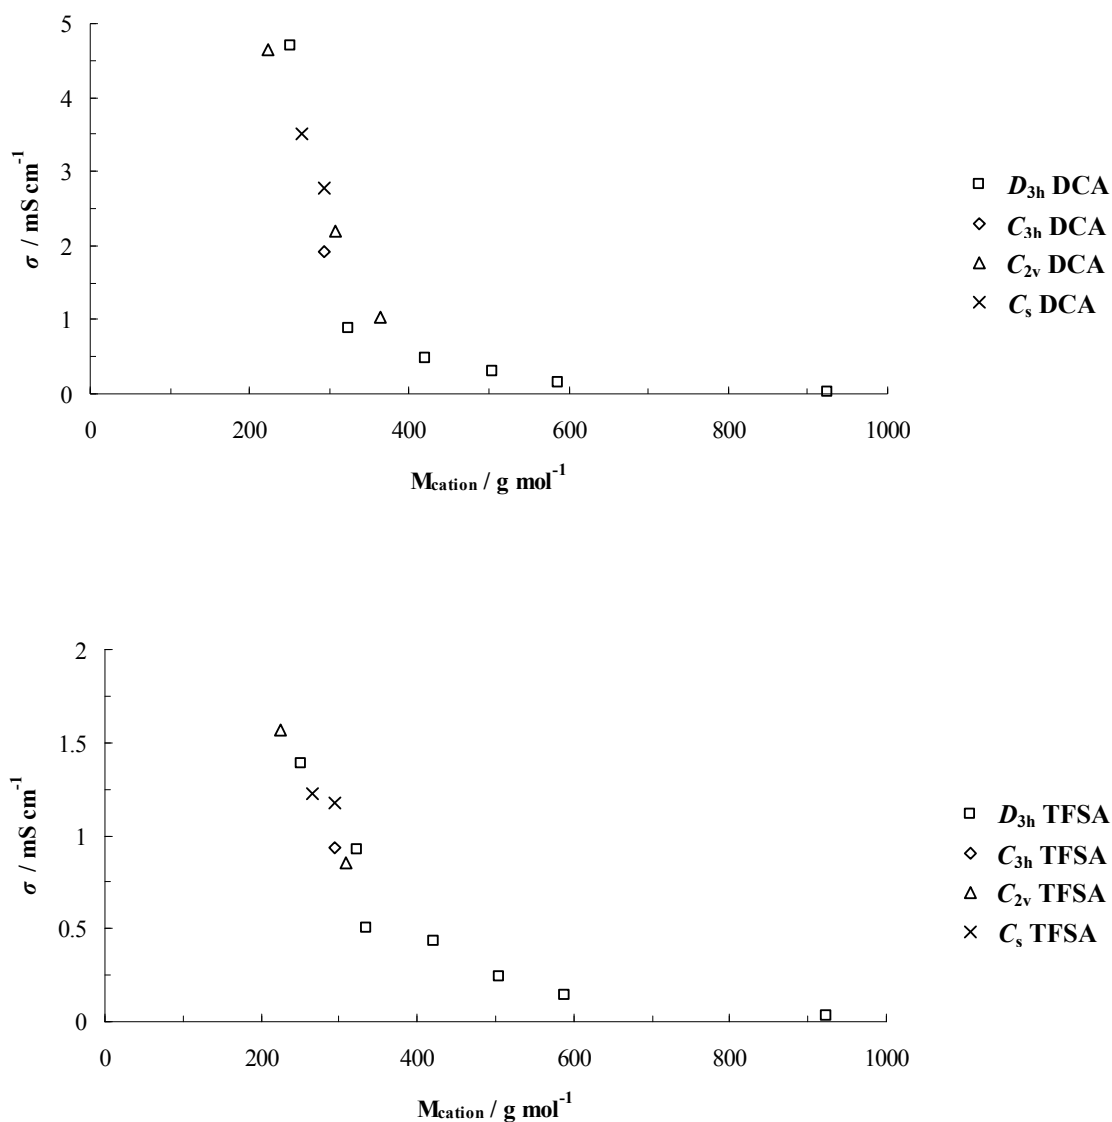 5
4
3
2
1
0
σ / mS cm-1
0 200 400 600 800 1000
Mcation / g mol-1
D3h DCA
C3h DCA
C2v DCA
Cs DCA
2
1.5
1
0.5
0
σ / mS cm-1
0 200 400 600 800 1000
Mcation / g mol-1
D3h TFSA
C3h TFSA
C2v TFSA
Cs TFSA